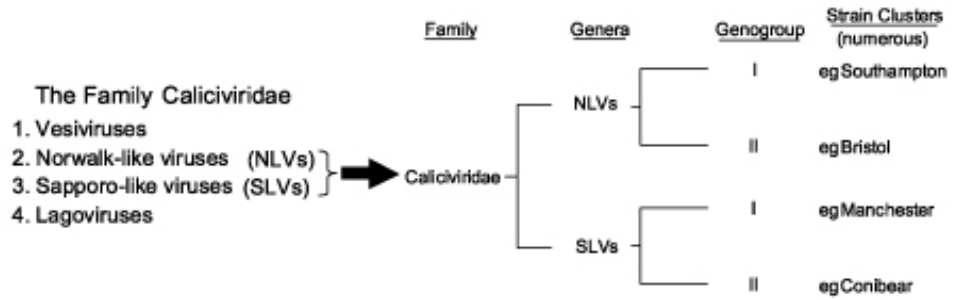 The Family Caliciviridae
1. Vesiviruses
2. Norwalk-like viruses (NLVs)
3. Sapporo-like viruses (SLVs)
4. Lagoviruses
Family
Genera
Genogroup
Strain Clusters
(numerous)
Caliciviridae
NLVs
I
egSouthampton
II
egBristol
SLVs
I
egManchester
II
egConibear